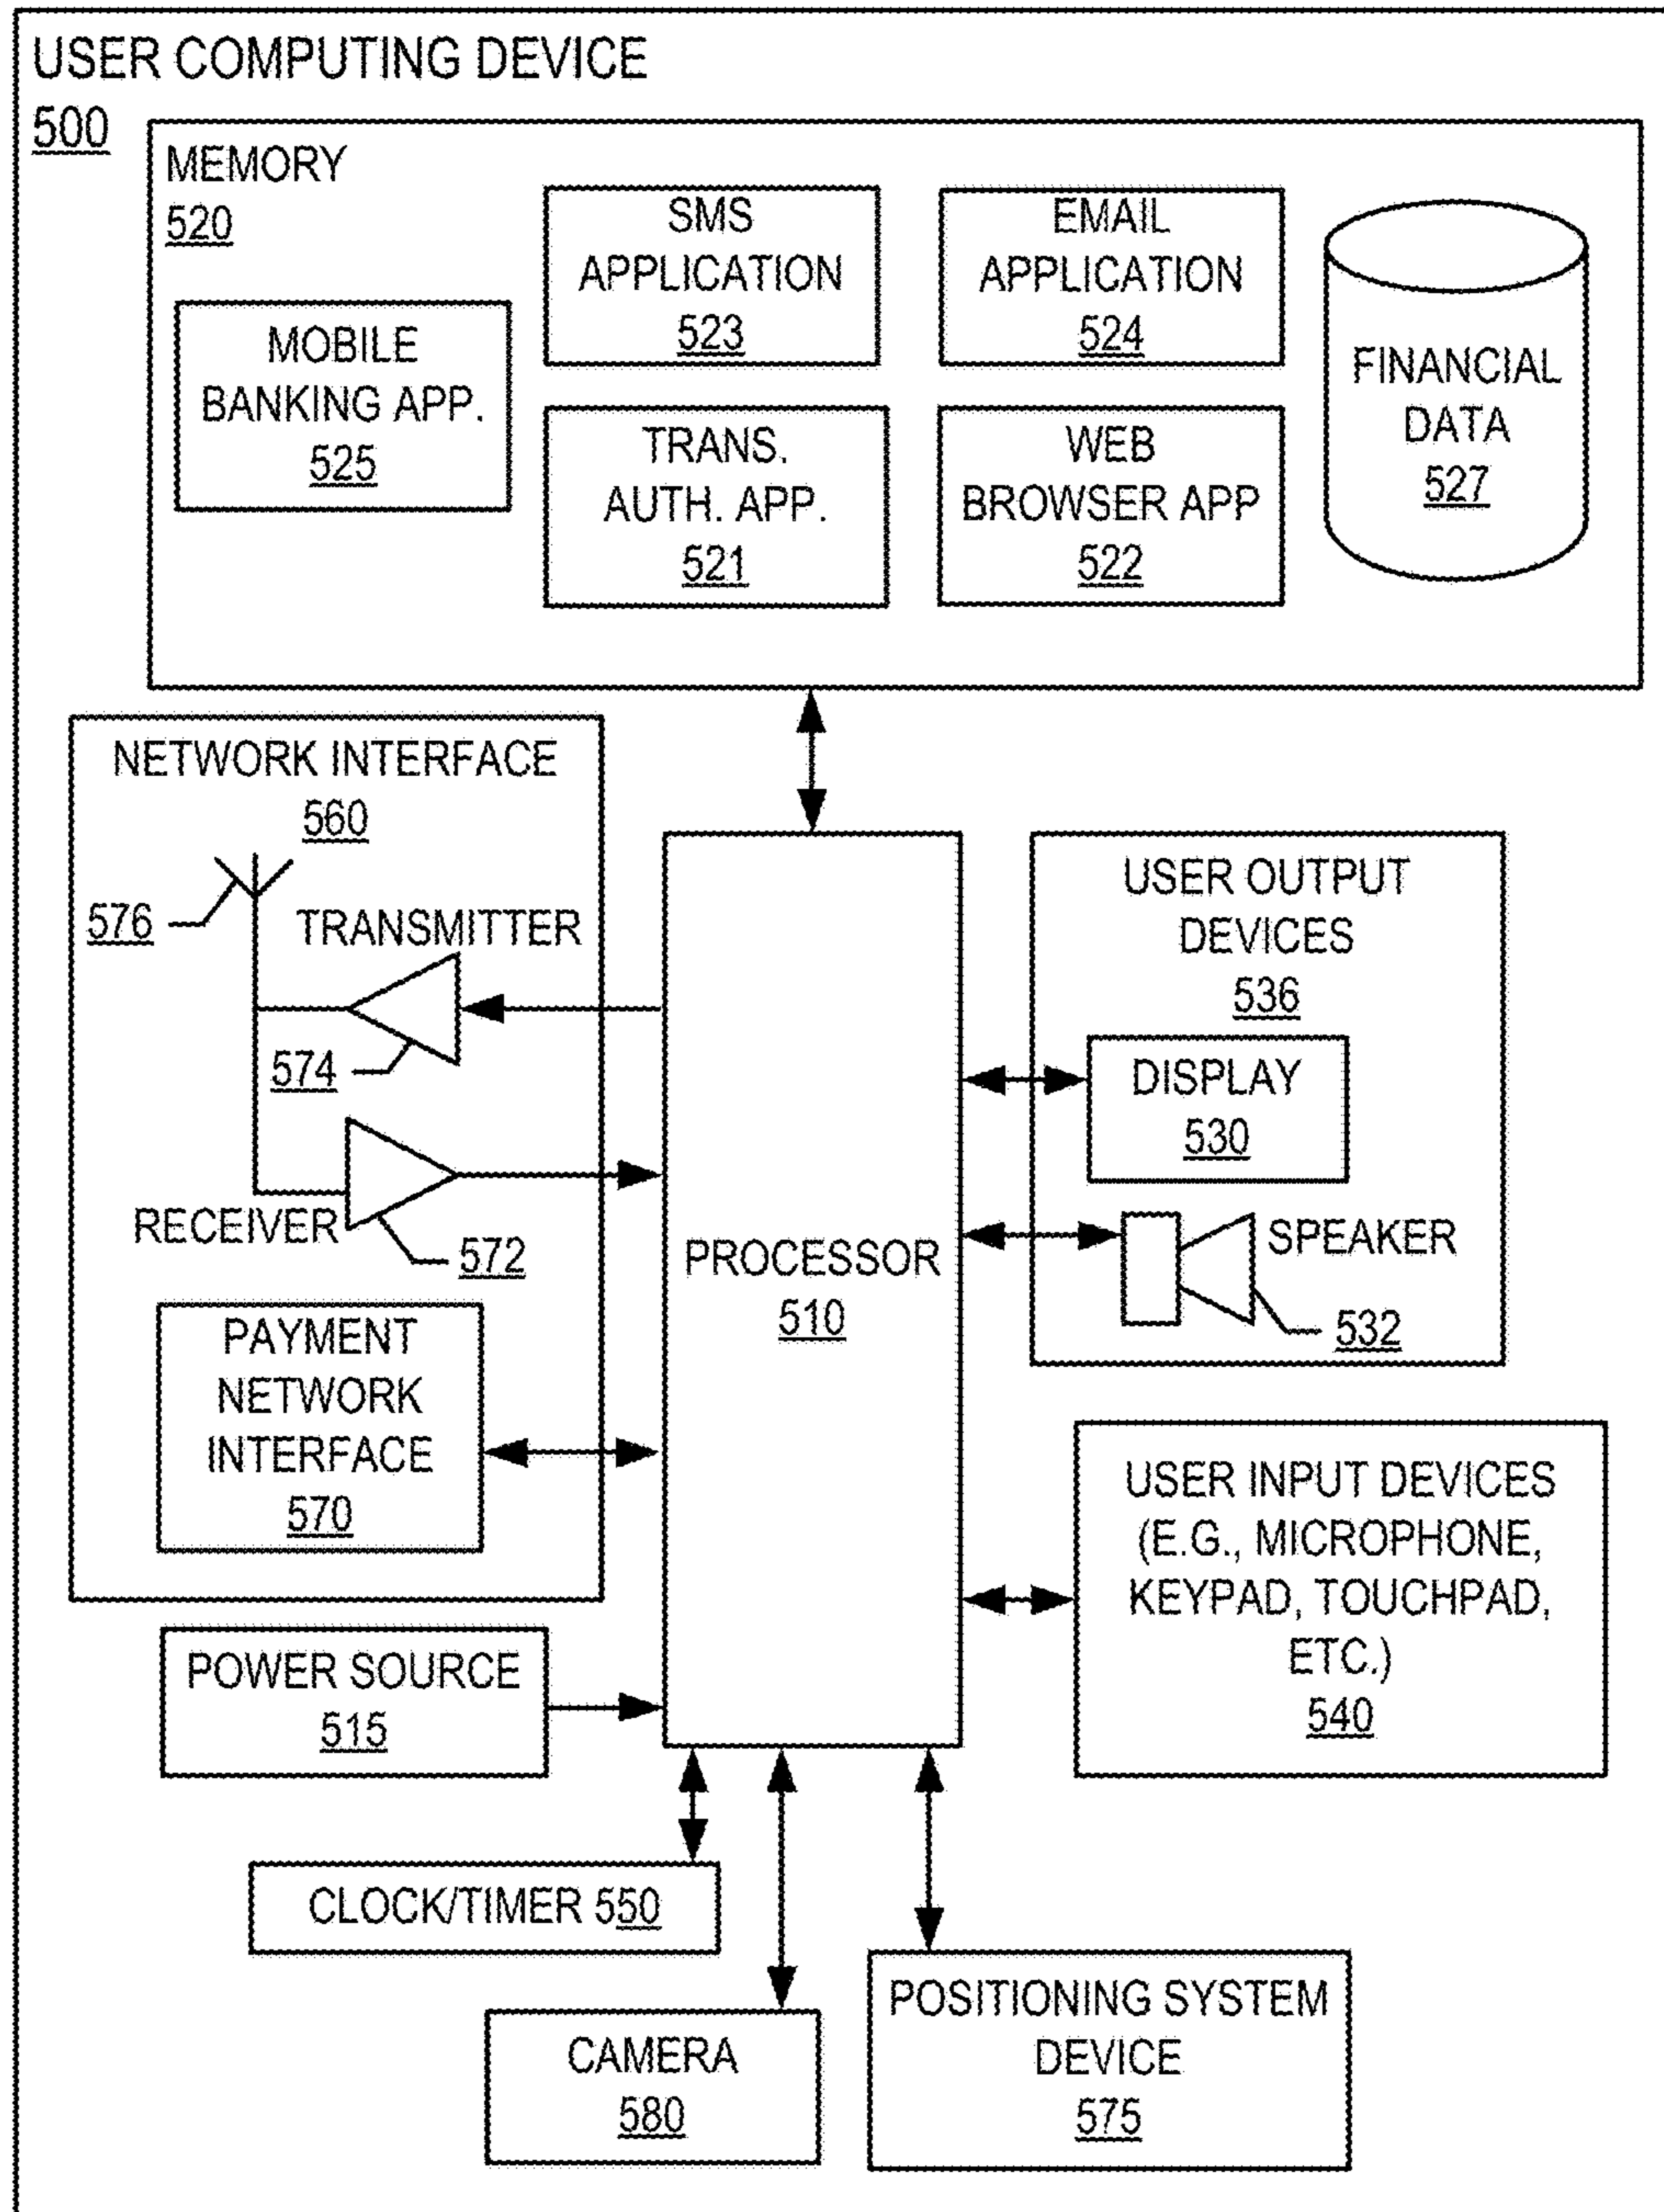 USER COMPUTING DEVICE
500
MEMORY
520
SMS
APPLICATION
523
EMAIL
APPLICATION
524
MOBILE
BANKING APP.
525
TRANS.
AUTH. APP.
521
WEB
BROWSER APP
522
FINANCIAL
DATA
527
NETWORK INTERFACE
560
576
TRANSMITTER
574
RECEIVER
572
PAYMENT
NETWORK
INTERFACE
570
PROCESSOR
510
USER OUTPUT
DEVICES
536
DISPLAY
530
SPEAKER
532
USER INPUT DEVICES
(E.G., MICROPHONE,
KEYPAD, TOUCHPAD,
ETC.)
540
POWER SOURCE
515
CLOCK/TIMER 550
CAMERA
580
POSITIONING SYSTEM
DEVICE
575